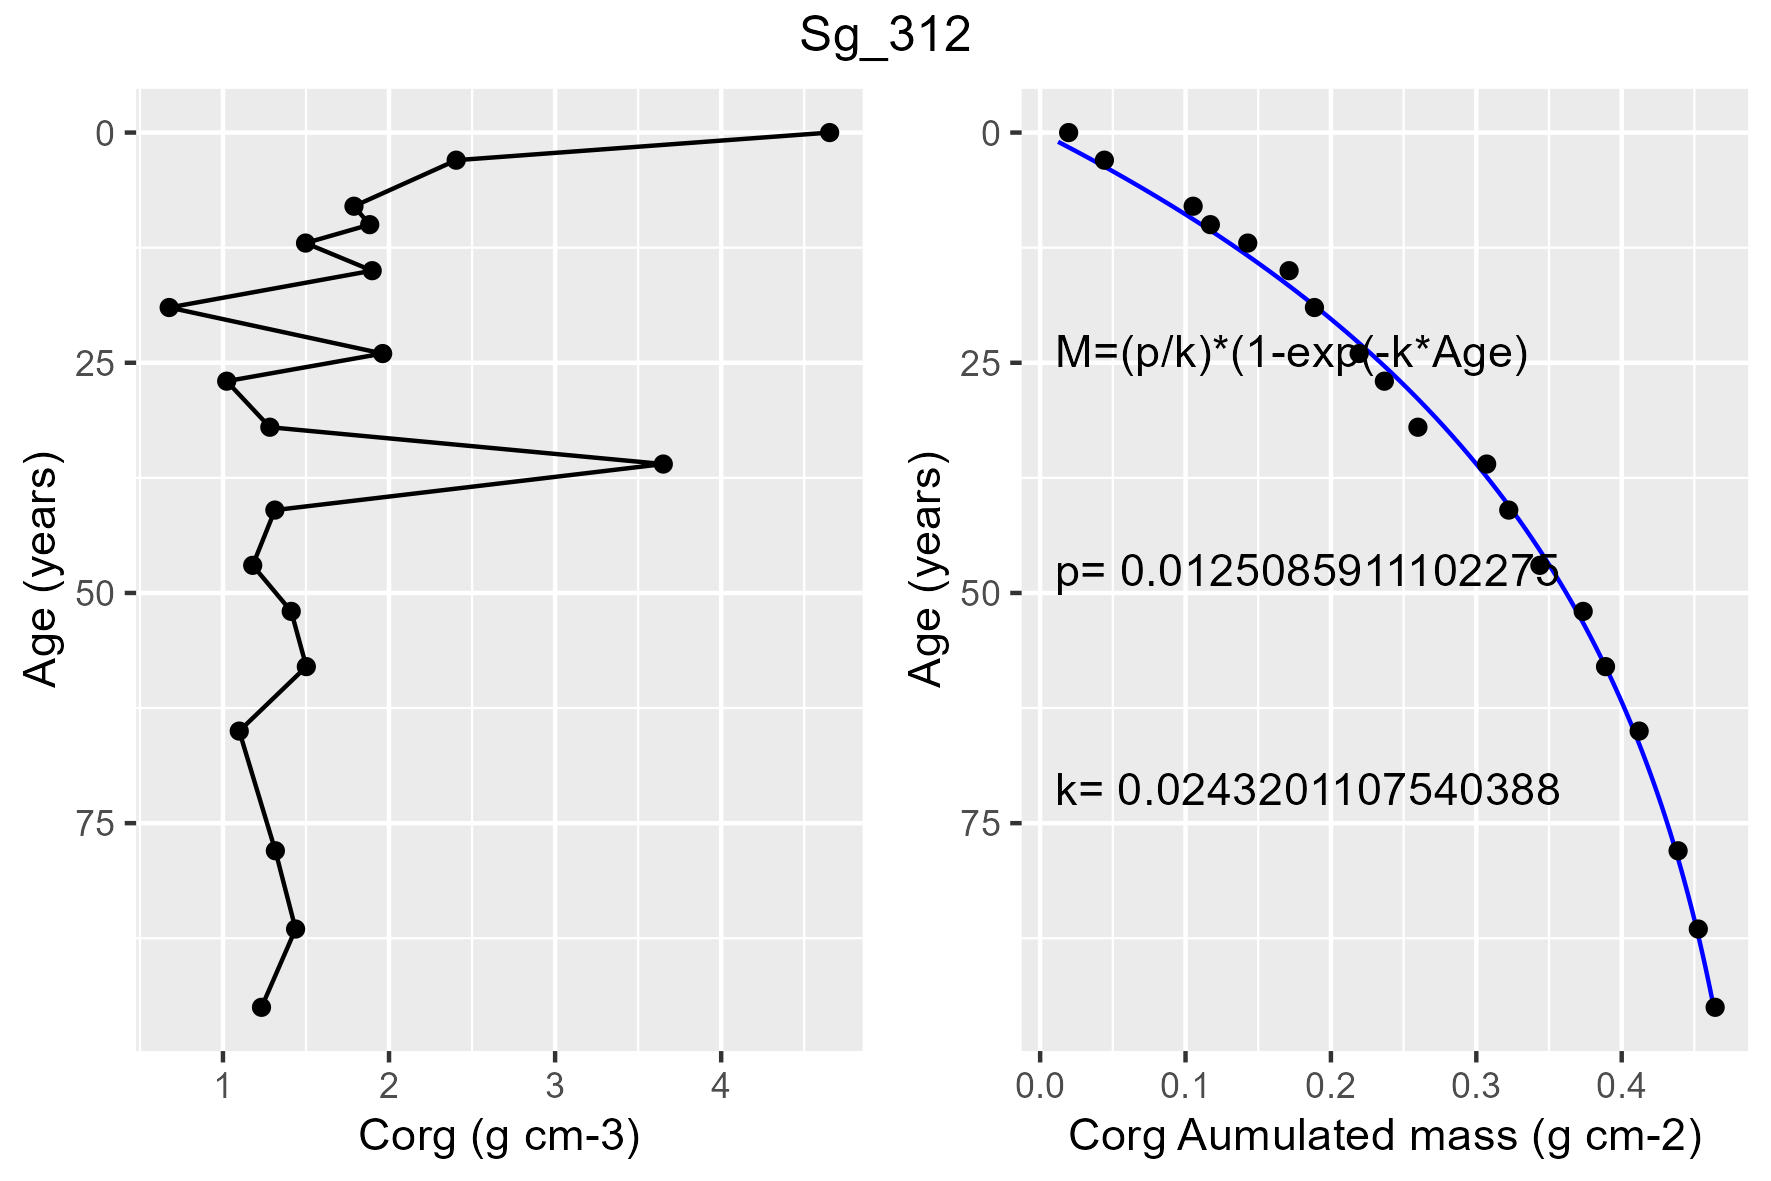 Sg_312
0
25
50
75
Age (years)
1 2 3 4
Corg (g cm-3)
0
25
50
75
Age (years)
M=(p/k)*(1-exp(-k*Age)
p= 0.0125085911102275
k= 0.0243201107540388
0.0 0.1 0.2 0.3 0.4
Corg Aumulated mass (g cm-2)